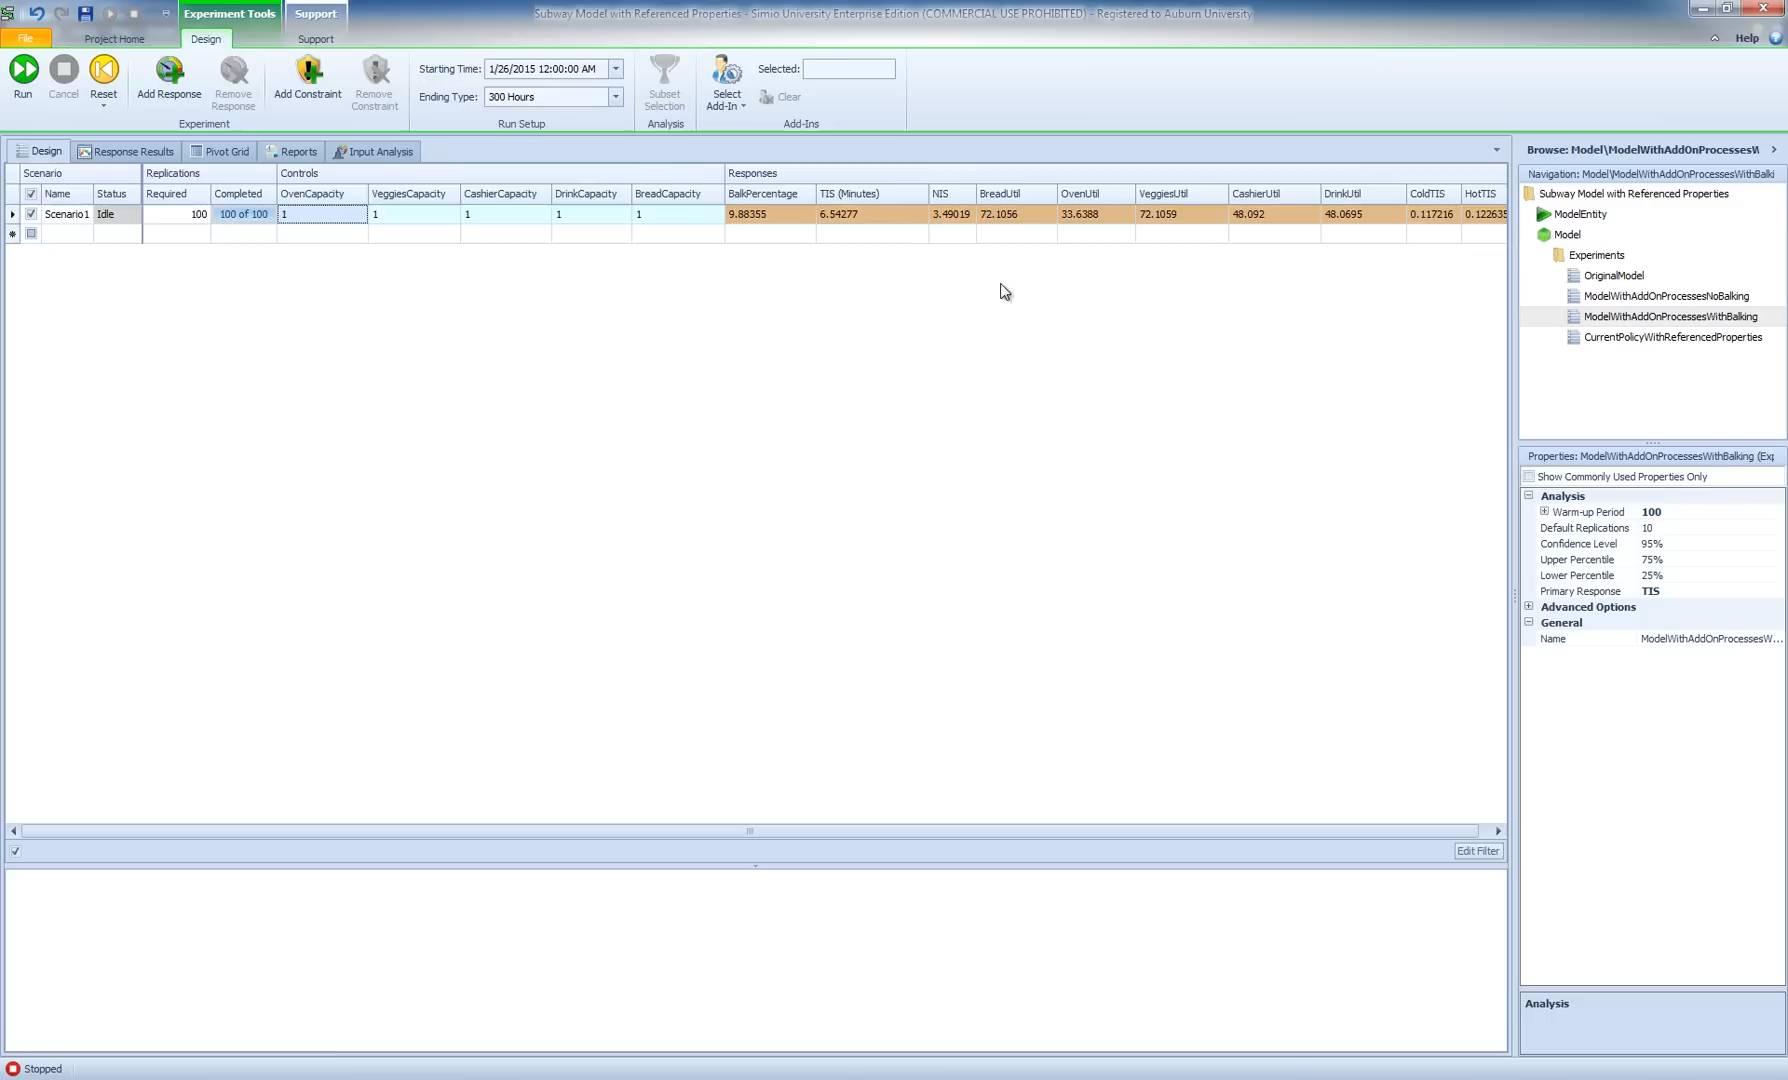 Experiment Tools
Support
Subway Model with Referenced Properties - Simio University Enterprise Edition (COMMERCIAL USE PROHIBITED) - Registered to Auburn University
File
Project Home
Design
Support
Help
Run
Cancel
Reset
Add Response
Remove Response
Add Constraint
Remove Constraint
Starting Time: 1/26/2015 12:00:00 AM
Ending Type: 300 Hours
Subset Selection
Select Add-In
Selected:
Clear
Experiment
Run Setup
Analysis
Add-Ins
Design
Response Results
Pivot Grid
Reports
Input Analysis
Scenario Replications Controls Responses
Name Status Required Completed OvenCapacity VeggiesCapacity CashierCapacity DrinkCapacity BreadCapacity BalkPercentage TIS (Minutes) NIS BreadUtil OvenUtil VeggiesUtil CashierUtil DrinkUtil ColdTIS HotTIS
Scenario1 Idle 100 100 of 100 1 1 1 1 1 9.88355 6.54277 3.49019 72.1056 33.6388 72.1059 48.092 48.0695 0.117216 0.122635
Edit Filter
Stopped
Browse: Model\ModelWithAddOnProcessesW
Navigation: Model\ModelWithAddOnProcessesWithBalki
Subway Model with Referenced Properties
ModelEntity
Model
Experiments
OriginalModel
ModelWithAddOnProcessesNoBalking
ModelWithAddOnProcessesWithBalking
CurrentPolicyWithReferencedProperties
Properties: ModelWithAddOnProcessesWithBalking (Exp
Show Commonly Used Properties Only
Analysis
Warm-up Period 100
Default Replications 10
Confidence Level 95%
Upper Percentile 75%
Lower Percentile 25%
Primary Response TIS
Advanced Options
General
Name ModelWithAddOnProcessesW...
Analysis